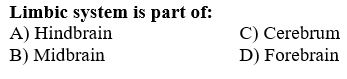 Limbic system is part of:
A) Hindbrain C) Cerebrum
B) Midbrain D) Forebrain